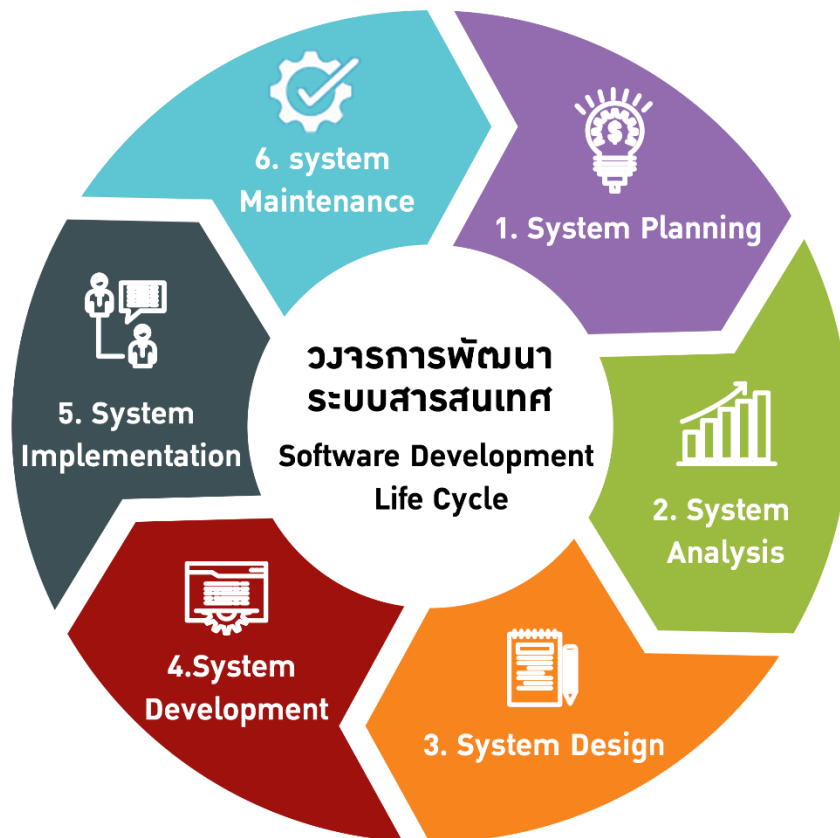 วงจรการพัฒนา
ระบบสารสนเทศ
Software Development
Life Cycle
1. System Planning
2. System
Analysis
3. System Design
4.System
Development
5. System
Implementation
6. system
Maintenance